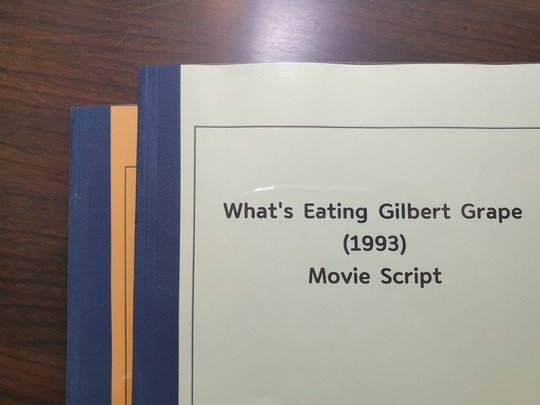 What's Eating Gilbert Grape
(1993)
Movie Script